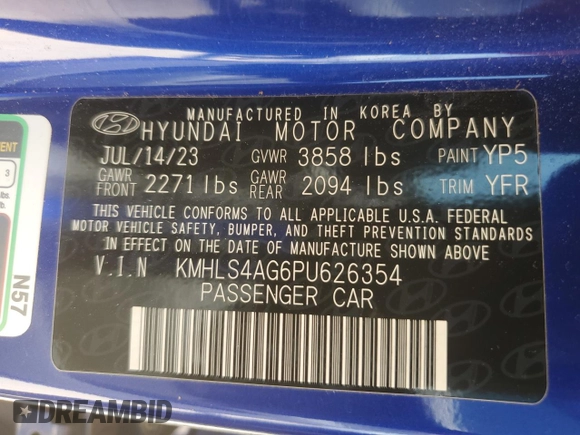 MANUFACTURED IN KOREA BY
HYUNDAI MOTOR COMPANY
JUL/14/23 GVWR 3858 lbs PAINT YP5
GAWR FRONT 2271 lbs GAWR REAR 2094 lbs TRIM YFR
THIS VEHICLE CONFORMS TO ALL APPLICABLE U.S.A. FEDERAL
MOTOR VEHICLE SAFETY, BUMPER, AND THEFT PREVENTION STANDARDS
IN EFFECT ON THE DATE OF MANUFACTURE SHOWN ABOVE.
V.I.N KMHLS4AG6PU626354
PASSENGER CAR
3
N57
DREAMBID